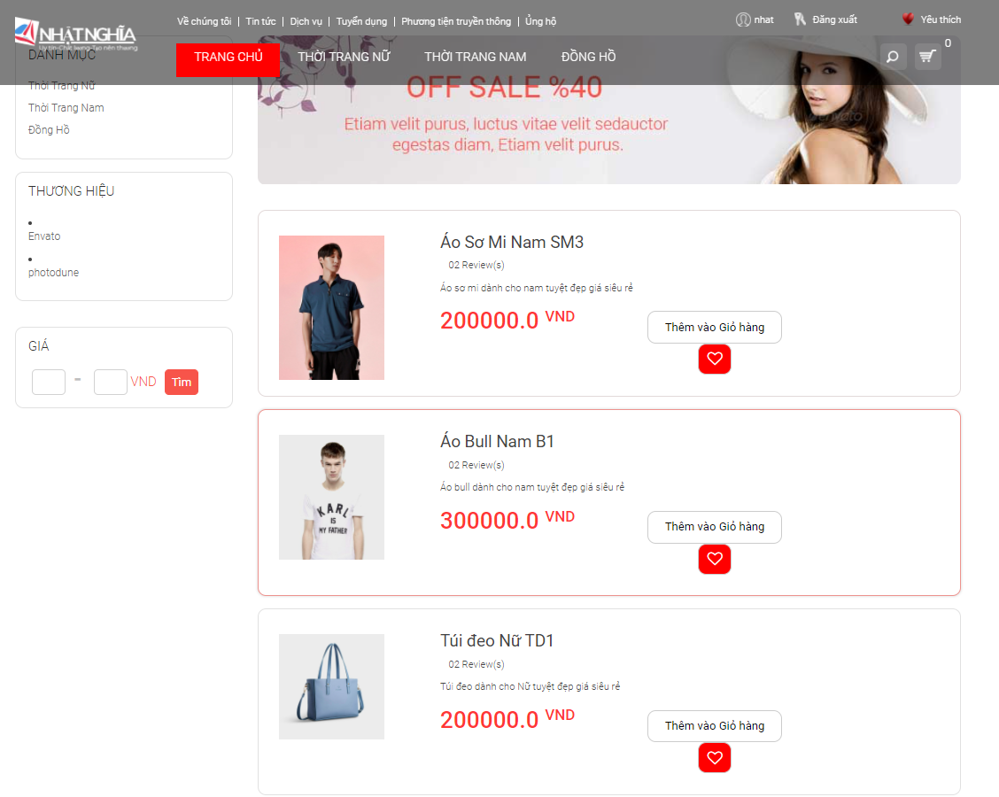 Về chúng tôi | Tin tức | Dịch vụ | Tuyển dụng | Phương tiện truyền thông | Ủng hộ
nhat
Đăng xuất
Yêu thích
NHẤT NGHĨA
Uy tín-Chất lượng-Tạo nên thương
TRANG CHỦ
THỜI TRANG NỮ
THỜI TRANG NAM
ĐỒNG HỒ
0
DANH MỤC
Thời Trang Nữ
Thời Trang Nam
Đồng Hồ
THƯƠNG HIỆU
Envato
photodune
GIÁ
– VND Tìm
OFF SALE %40
Etiam velit purus, luctus vitae velit sedauctor
egestas diam, Etiam velit purus.
envato
Áo Sơ Mi Nam SM3
02 Review(s)
Áo sơ mi dành cho nam tuyệt đẹp giá siêu rẻ
200000.0 VND
Thêm vào Giỏ hàng
Áo Bull Nam B1
02 Review(s)
Áo bull dành cho nam tuyệt đẹp giá siêu rẻ
300000.0 VND
Thêm vào Giỏ hàng
KARL
IS
MY FATHER
Túi đeo Nữ TD1
02 Review(s)
Túi đeo dành cho Nữ tuyệt đẹp giá siêu rẻ
200000.0 VND
Thêm vào Giỏ hàng